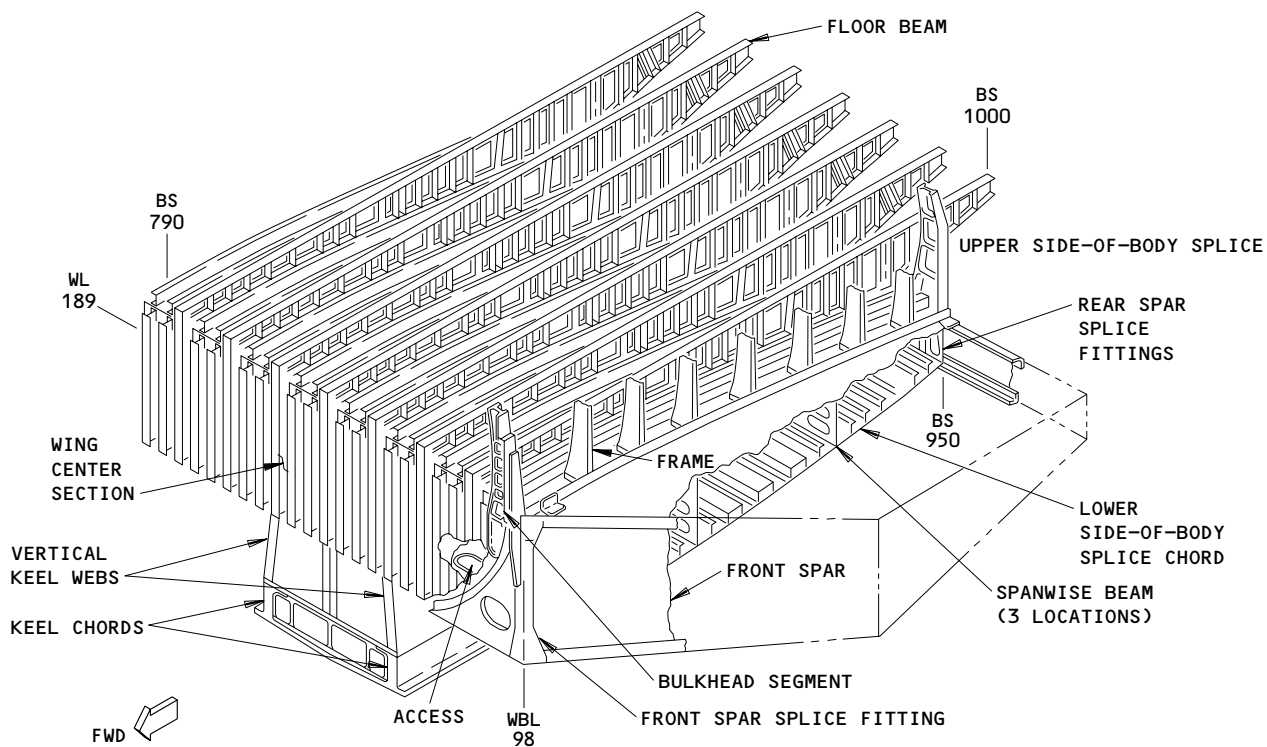 FLOOR BEAM
BS
1000
BS
790
WL
189
UPPER SIDE-OF-BODY SPLICE
REAR SPAR
SPLICE
FITTINGS
BS
950
WING
CENTER
SECTION
FRAME
LOWER
SIDE-OF-BODY
SPLICE CHORD
VERTICAL
KEEL WEBS
FRONT SPAR
SPANWISE BEAM
(3 LOCATIONS)
KEEL CHORDS
BULKHEAD SEGMENT
ACCESS
WBL
98
FRONT SPAR SPLICE FITTING
FWD